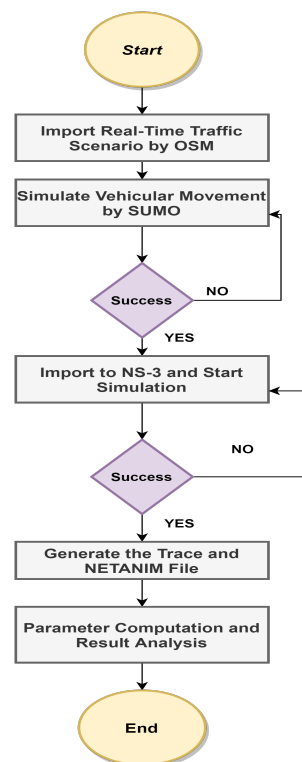 Start
Import Real-Time Traffic
Scenario by OSM
Simulate Vehicular Movement
by SUMO
Success
NO
YES
Import to NS-3 and Start
Simulation
NO
Success
YES
Generate the Trace and
NETANIM File
Parameter Computation and
Result Analysis
End